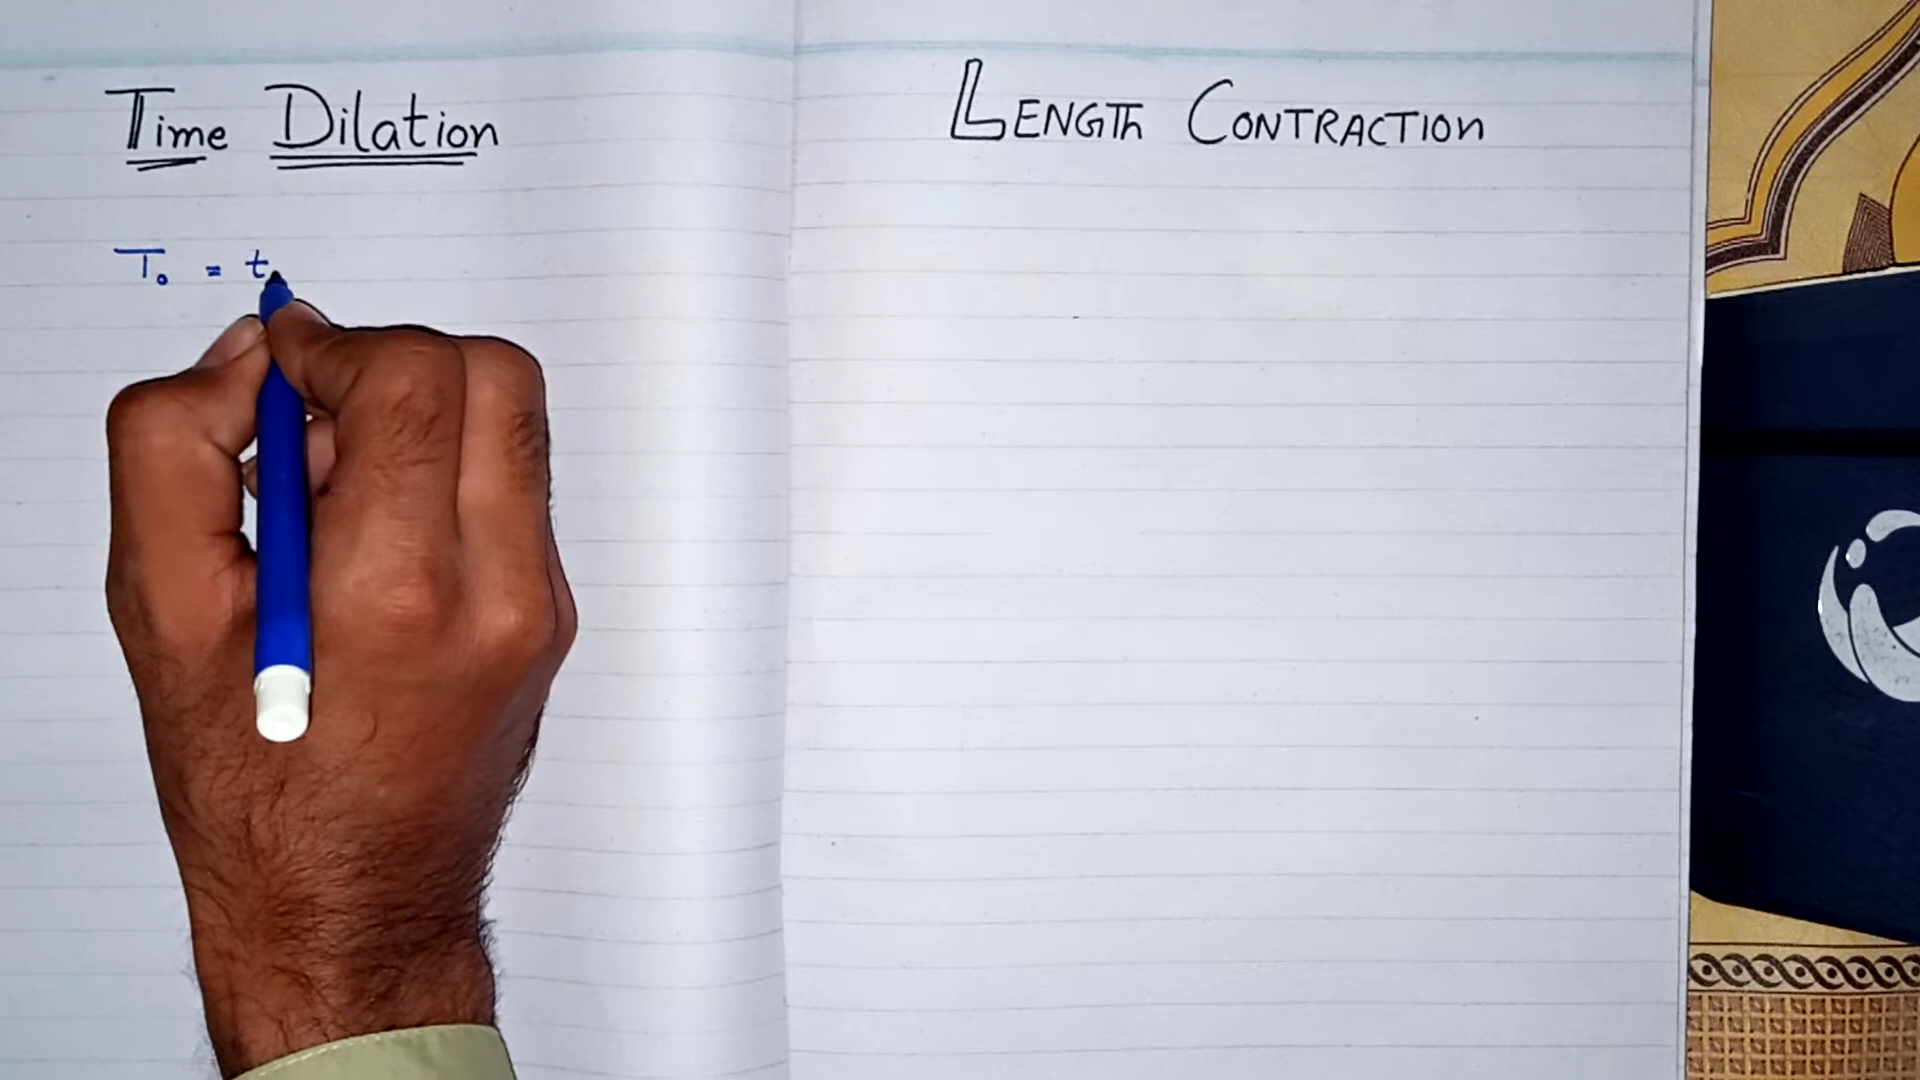 Time Dilation
LENGTH CONTRACTION
T₀ = t